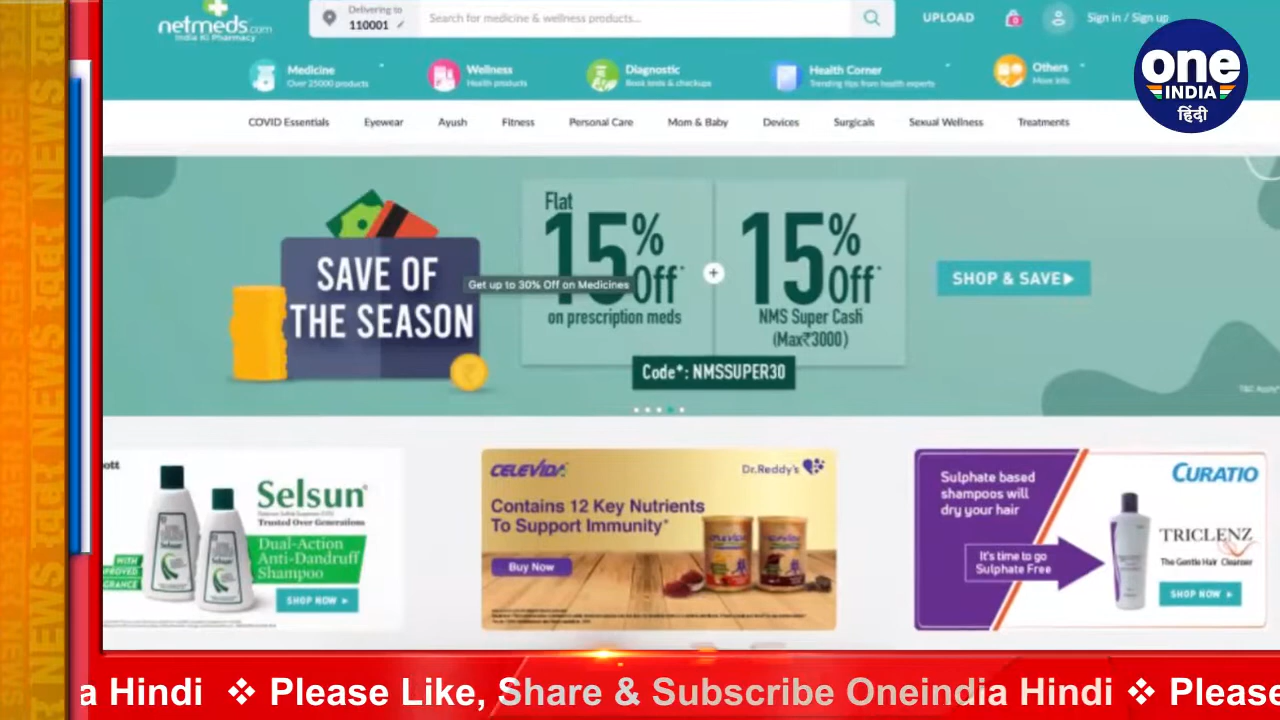 netmeds.com
India Ki Pharmacy
Delivering to
110001
Search for medicine & wellness products...
UPLOAD
Sign in / Sign up
Medicine
Over 25000 products
Wellness
Health products
Diagnostic
Book tests & checkups
Health Corner
Trending tips from health experts
Others
More Info
one
INDIA
हिंदी
COVID Essentials
Eyewear
Ayush
Fitness
Personal Care
Mom & Baby
Devices
Surgicals
Sexual Wellness
Treatments
SAVE OF
THE SEASON
Get up to 30% Off on Medicines
Flat
15%
Off*
on prescription meds
+
15%
Off*
NMS Super Cash
(Max₹3000)
Code*: NMSSUPER30
SHOP & SAVE
T&C Apply*
ott
Selsun®
Trusted Over Generations
Dual-Action
Anti-Dandruff
Shampoo
WITH
SHOP NOW
CELEVIDA
Dr.Reddy's
Contains 12 Key Nutrients
To Support Immunity*
Buy Now
Sulphate based
shampoos will
dry your hair
CURATIO
It's time to go
Sulphate Free
TRICLENZ
The Gentle Hair Cleanser
SHOP NOW
a Hindi ❖ Please Like, Share & Subscribe Oneindia Hindi ❖ Please
NEWS